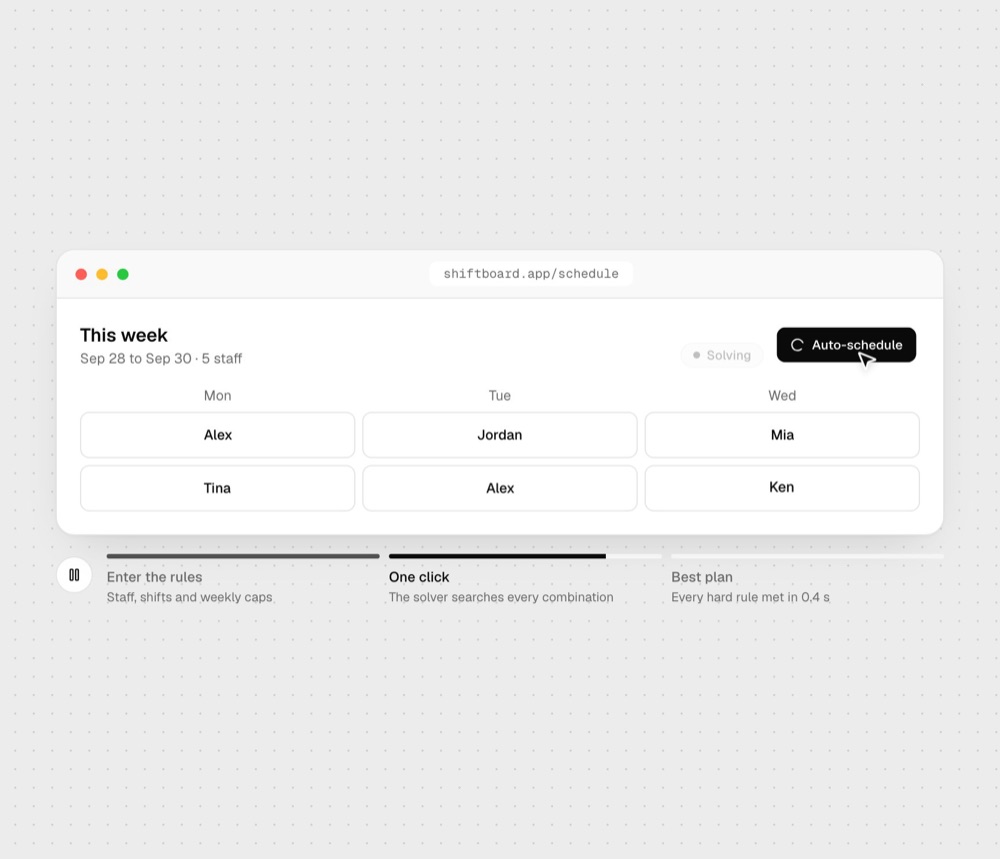 shiftboard.app/schedule
This week
Sep 28 to Sep 30 · 5 staff
Solving
Auto-schedule
Mon Tue Wed
Alex Jordan Mia
Tina Alex Ken
Enter the rules
Staff, shifts and weekly caps
One click
The solver searches every combination
Best plan
Every hard rule met in 0.4 s